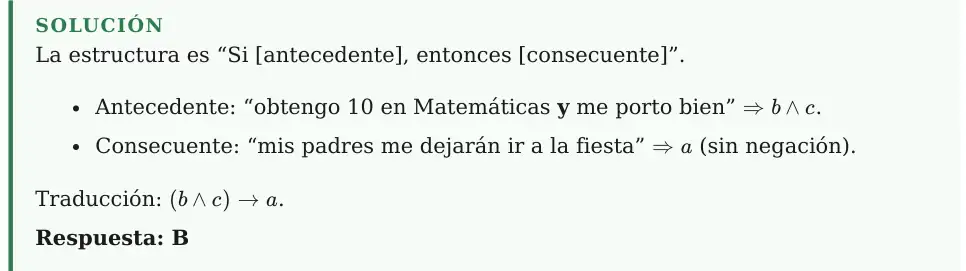 SOLUCIÓN
La estructura es “Si [antecedente], entonces [consecuente]”.
• Antecedente: “obtengo 10 en Matemáticas y me porto bien” ⇒ b ∧ c.
• Consecuente: “mis padres me dejarán ir a la fiesta” ⇒ a (sin negación).
Traducción: (b ∧ c) → a.
Respuesta: B